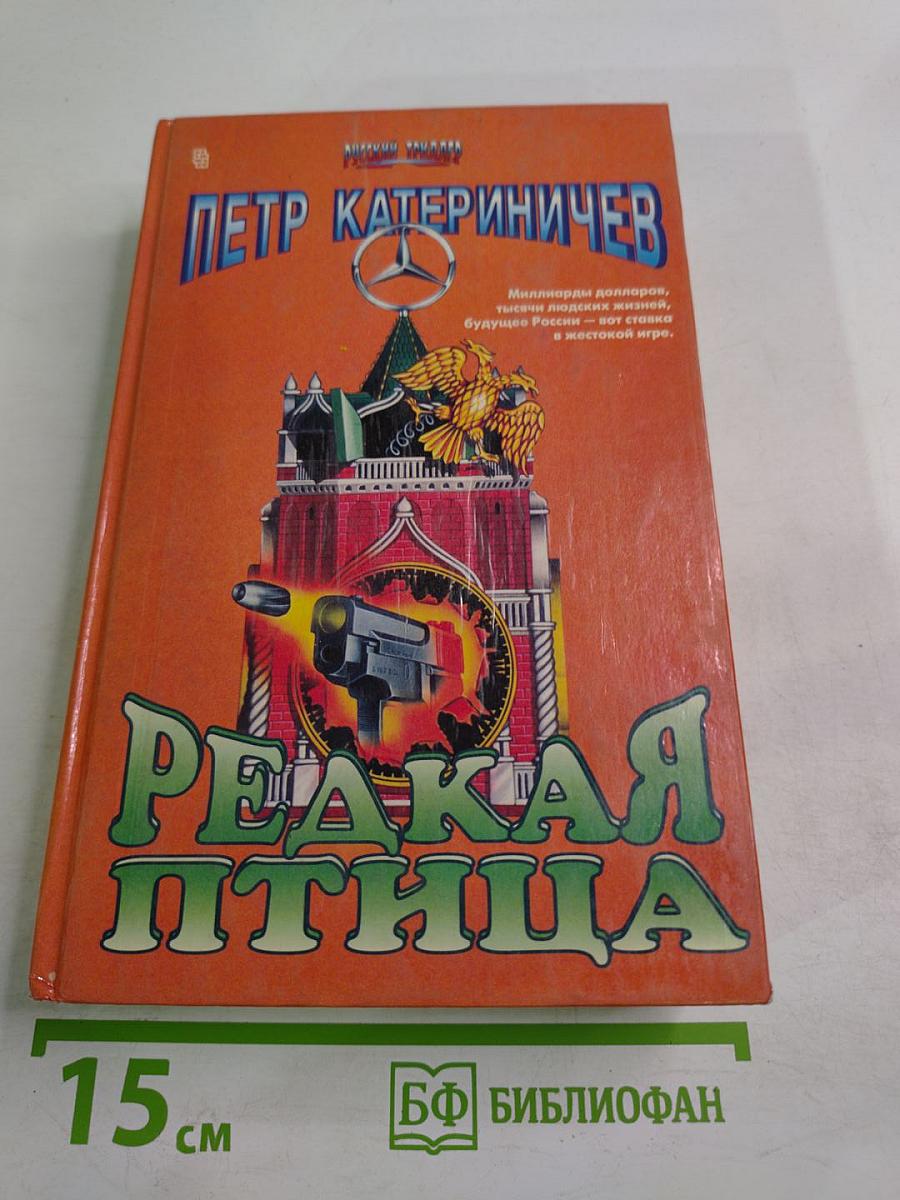 РУССКИЙ ТРИЛЛЕР
ПЕТР КАТЕРИНИЧЕВ
Миллиарды долларов,
тысячи людских жизней,
будущее России — вот ставка
в жестокой игре.
РЕДКАЯ
ПТИЦА
15 см
БФ БИБЛИОФАН